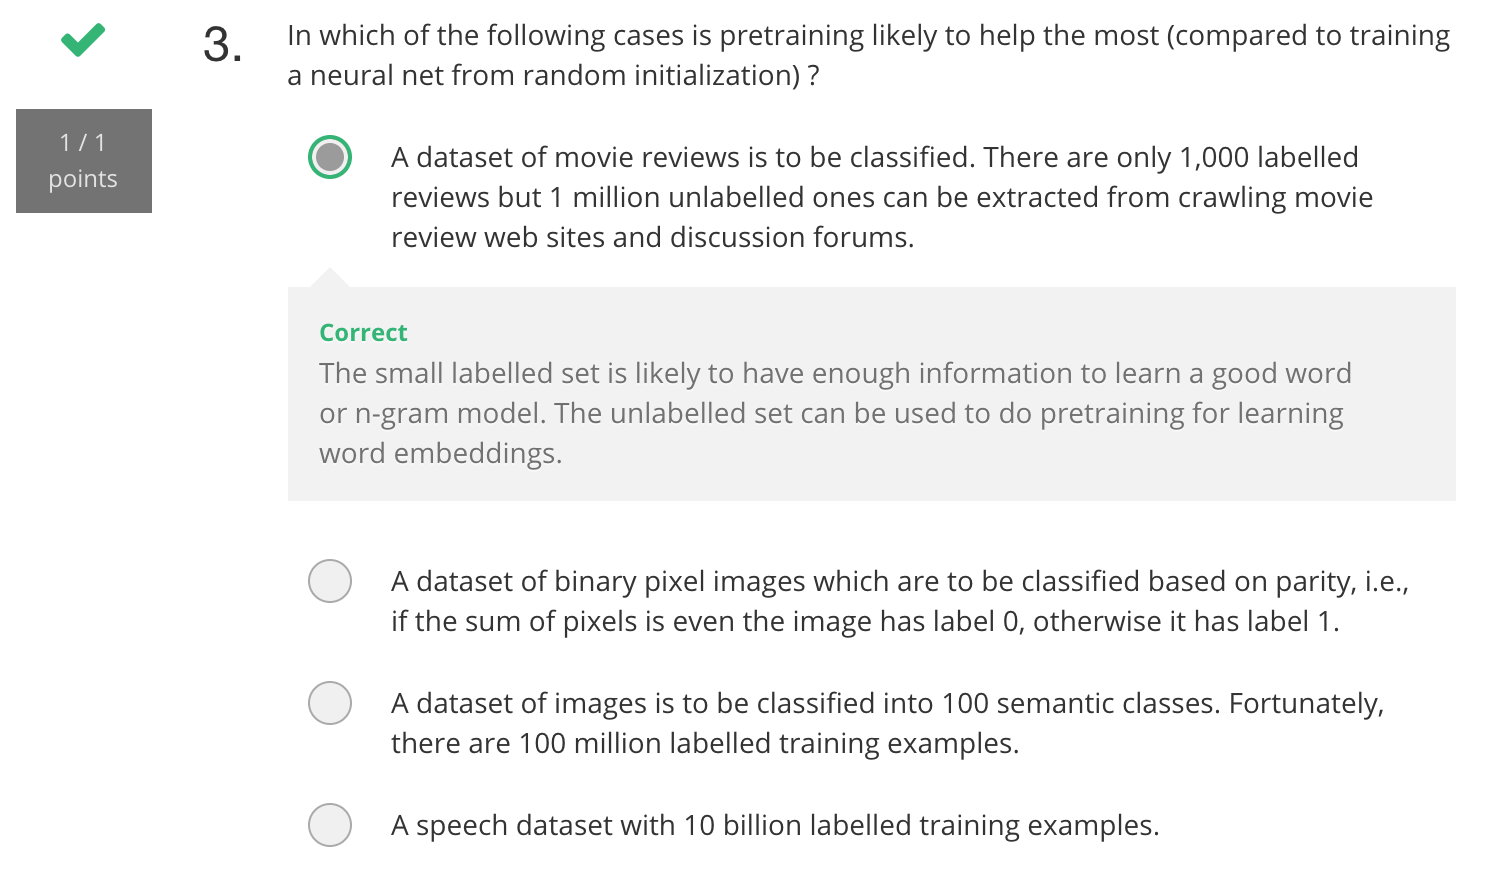 3.
In which of the following cases is pretraining likely to help the most (compared to training
a neural net from random initialization) ?
1 / 1
points
A dataset of movie reviews is to be classified. There are only 1,000 labelled
reviews but 1 million unlabelled ones can be extracted from crawling movie
review web sites and discussion forums.
Correct
The small labelled set is likely to have enough information to learn a good word
or n-gram model. The unlabelled set can be used to do pretraining for learning
word embeddings.
A dataset of binary pixel images which are to be classified based on parity, i.e.,
if the sum of pixels is even the image has label 0, otherwise it has label 1.
A dataset of images is to be classified into 100 semantic classes. Fortunately,
there are 100 million labelled training examples.
A speech dataset with 10 billion labelled training examples.